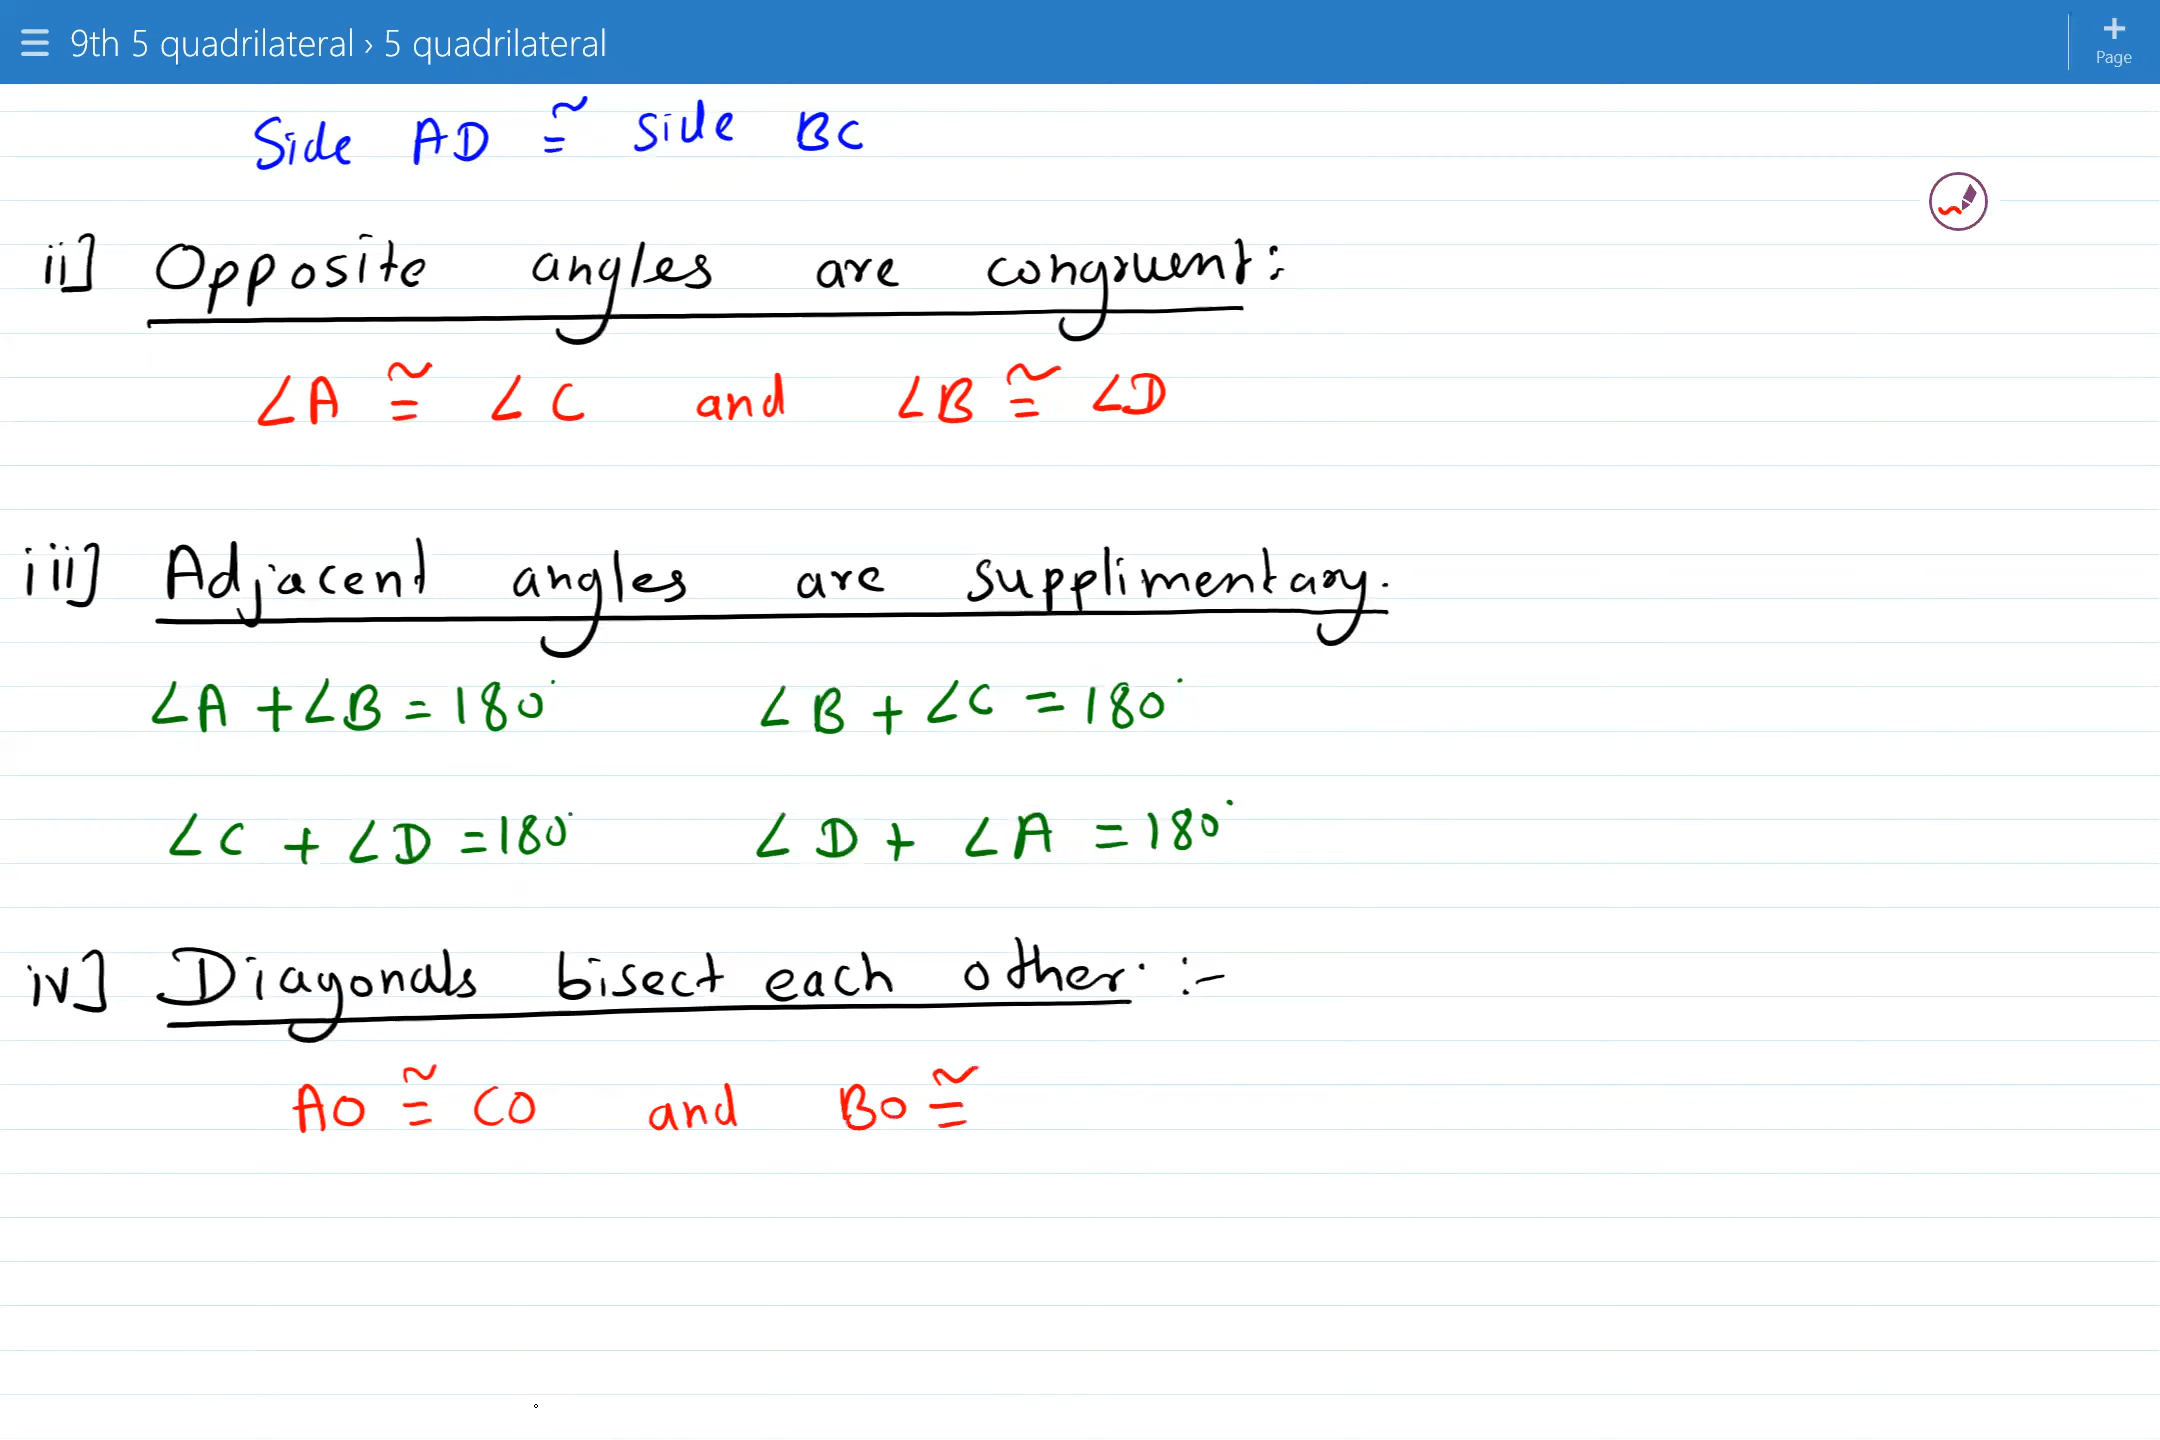 9th 5 quadrilateral › 5 quadrilateral
Page
Side AD ≅ side BC
ii] Opposite angles are congruent:
∠A ≅ ∠C and ∠B ≅ ∠D
iii] Adjacent angles are supplimentary.
∠A + ∠B = 180° ∠B + ∠C = 180°
∠C + ∠D = 180° ∠D + ∠A = 180°
iv] Diagonals bisect each other. :-
AO ≅ CO and BO ≅